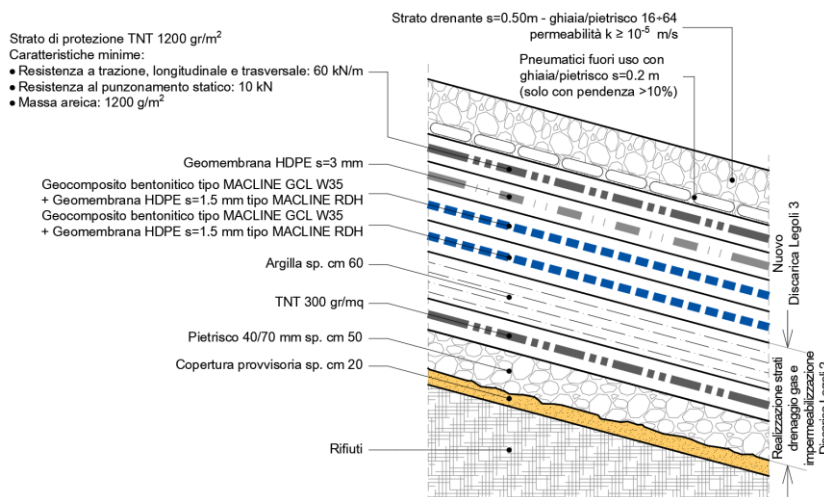 Strato drenante s=0.50m - ghiaia/pietrisco 16÷64
permeabilità k ≥ 10⁻⁵ m/s
Strato di protezione TNT 1200 gr/m²
Caratteristiche minime:
• Resistenza a trazione, longitudinale e trasversale: 60 kN/m
• Resistenza al punzonamento statico: 10 kN
• Massa areica: 1200 g/m²
Pneumatici fuori uso con
ghiaia/pietrisco s=0.2 m
(solo con pendenza >10%)
Geomembrana HDPE s=3 mm
Geocomposito bentonitico tipo MACLINE GCL W35
+ Geomembrana HDPE s=1.5 mm tipo MACLINE RDH
Geocomposito bentonitico tipo MACLINE GCL W35
+ Geomembrana HDPE s=1.5 mm tipo MACLINE RDH
Argilla sp. cm 60
TNT 300 gr/mq
Pietrisco 40/70 mm sp. cm 50
Copertura provvisoria sp. cm 20
Rifiuti
Nuovo
Discarica Legoli 3
Realizzazione strati
drenaggio gas e
impermeabilizzazione
Discarica Legoli